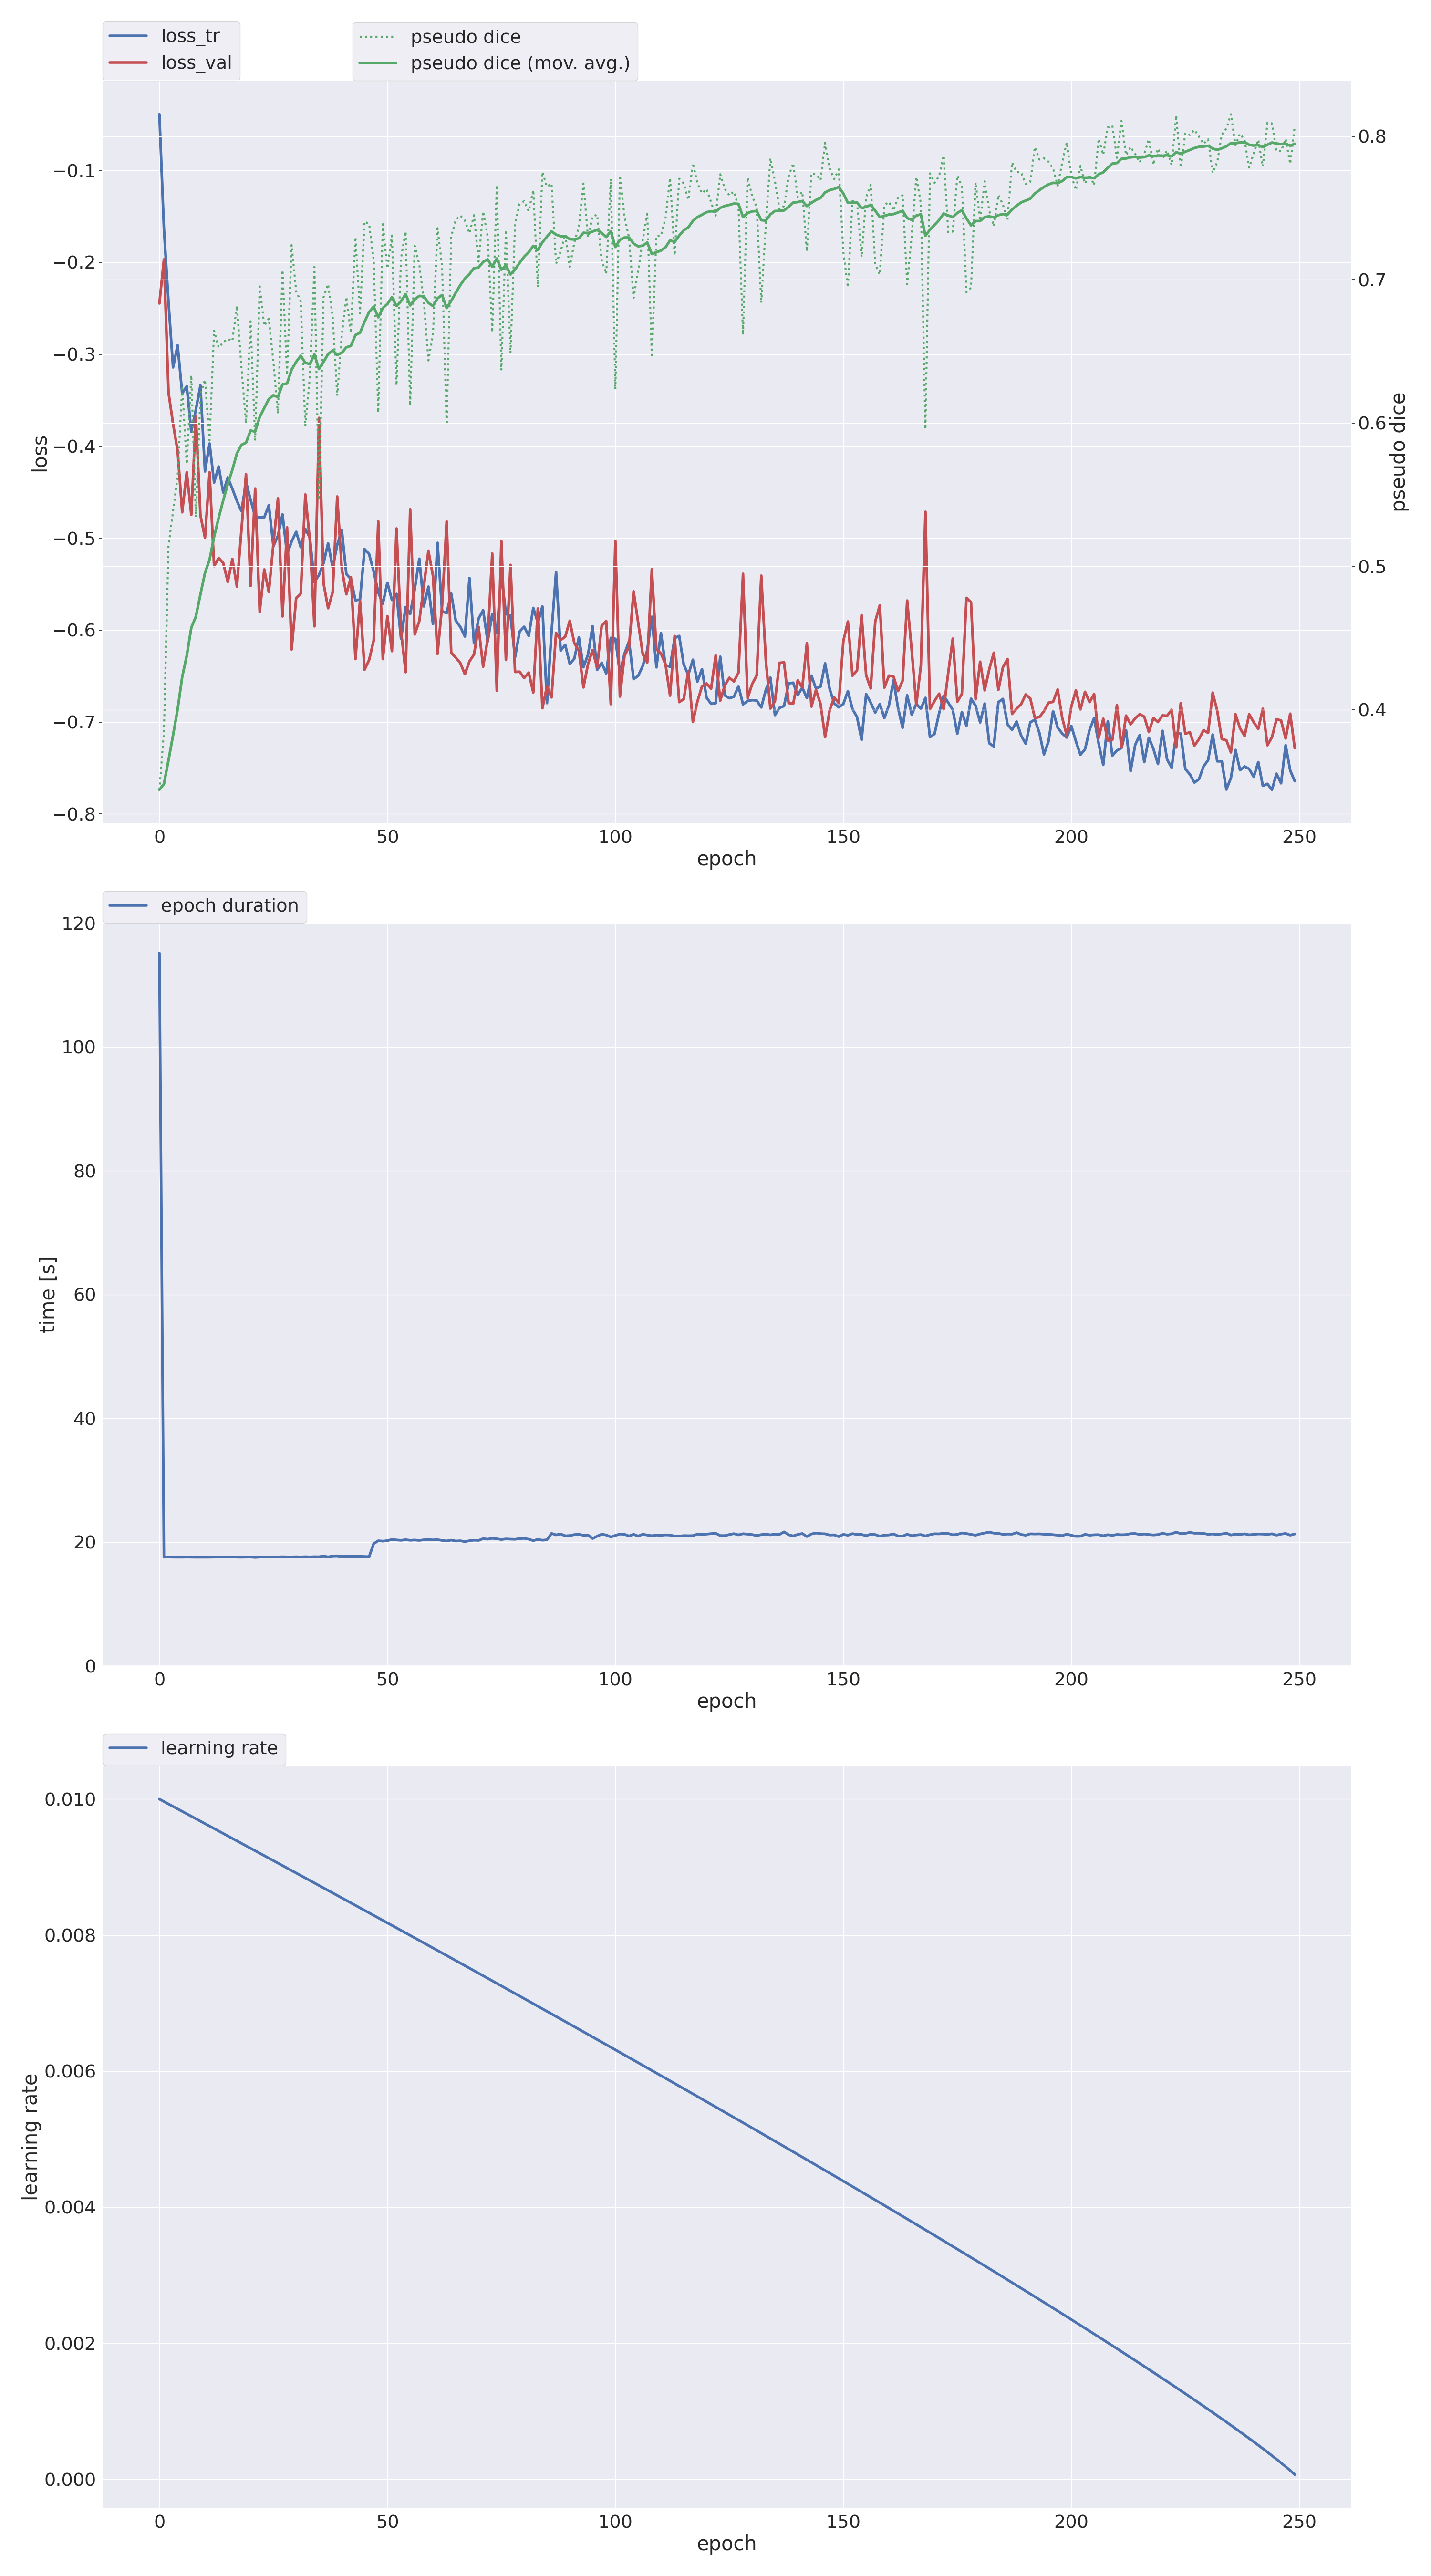 loss_tr
loss_val
pseudo dice
pseudo dice (mov. avg.)
−0.1
−0.2
−0.3
−0.4
−0.5
−0.6
−0.7
−0.8
loss
0.8
0.7
0.6
0.5
0.4
pseudo dice
0 50 100 150 200 250
epoch
epoch duration
120
100
80
60
40
20
0
time [s]
0 50 100 150 200 250
epoch
learning rate
0.010
0.008
0.006
0.004
0.002
0.000
learning rate
0 50 100 150 200 250
epoch